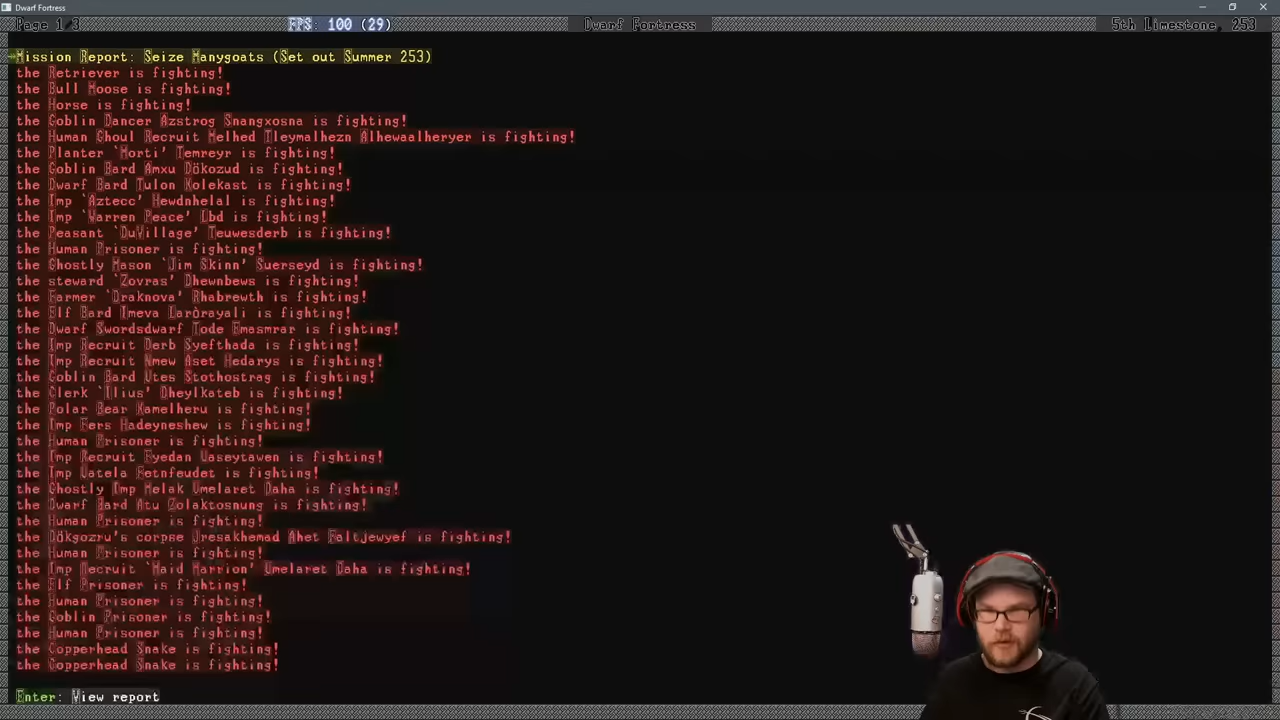 Dwarf Fortress
Page 1/3 FPS: 100 (29) Dwarf Fortress 5th limestone, 253
Mission Report: Seize Manygoats (Set out Summer 253)
the Retriever is fighting!
the Bull Moose is fighting!
the Horse is fighting!
the Goblin Dancer Azstrog Snangxosna is fighting!
the Human Ghoul Recruit Melhed Tleymalhezn Alhewaalheryer is fighting!
the Planter `Morti' Temreyr is fighting!
the Goblin Bard Amxu Dökozud is fighting!
the Dwarf Bard Tulon Kolekast is fighting!
the Imp `Aztecc' Hewdnhelal is fighting!
the Imp `Warren Peace' is fighting!
the Peasant `DuVillage' Teuwesderb is fighting!
the Human Prisoner is fighting!
the Ghostly Mason `Jim Skinn' Suerseyd is fighting!
the steward `Zovras' Dhewnbews is fighting!
the Farmer `Draknova' Rhabrewth is fighting!
the Elf Bard Imeva Laròrayali is fighting!
the Dwarf Swordsdwarf Tode Emasmrar is fighting!
the Imp Recruit Derb Syefthada is fighting!
the Imp Recruit Nmew Aset Hedarys is fighting!
the Goblin Bard Utes Stothostrag is fighting!
the Clerk `Ilius' Dheylkateb is fighting!
the Polar Bear Kamelheru is fighting!
the Imp Fers Hadeyneshew is fighting!
the Human Prisoner is fighting!
the Imp Recruit Eyedan Uaseytawen is fighting!
the Imp Vatela Fetnfeudet is fighting!
the Ghostly Imp Melak Umelaret Daha is fighting!
the Dwarf Bard Atu Zolaktosnung is fighting!
the Human Prisoner is fighting!
the Dökgozru's corpse Jresakhemad Ahet Faltjewyef is fighting!
the Human Prisoner is fighting!
the Imp Recruit `Maid Marrion' Umelaret Daha is fighting!
the Elf Prisoner is fighting!
the Human Prisoner is fighting!
the Goblin Prisoner is fighting!
the Human Prisoner is fighting!
the Copperhead Snake is fighting!
the Copperhead Snake is fighting!
Enter: View report